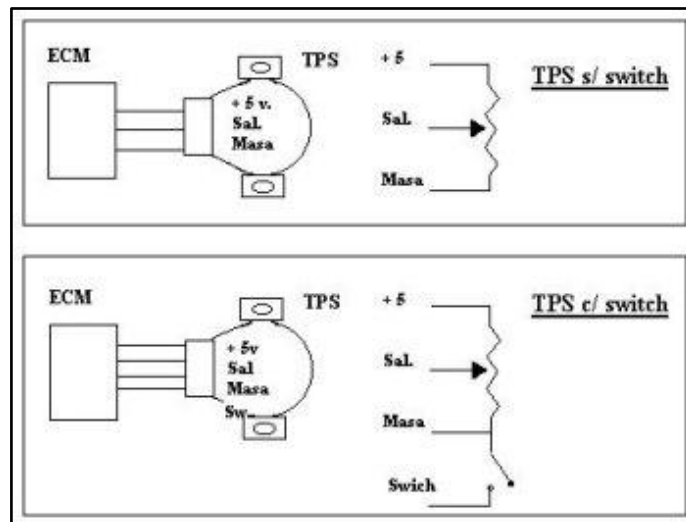 ECM
TPS
+ 5 v.
Sal.
Masa
+ 5
Sal.
Masa
TPS s/ switch
ECM
TPS
+ 5v
Sal
Masa
Sw.
+ 5
Sal.
Masa
Swich
TPS c/ switch